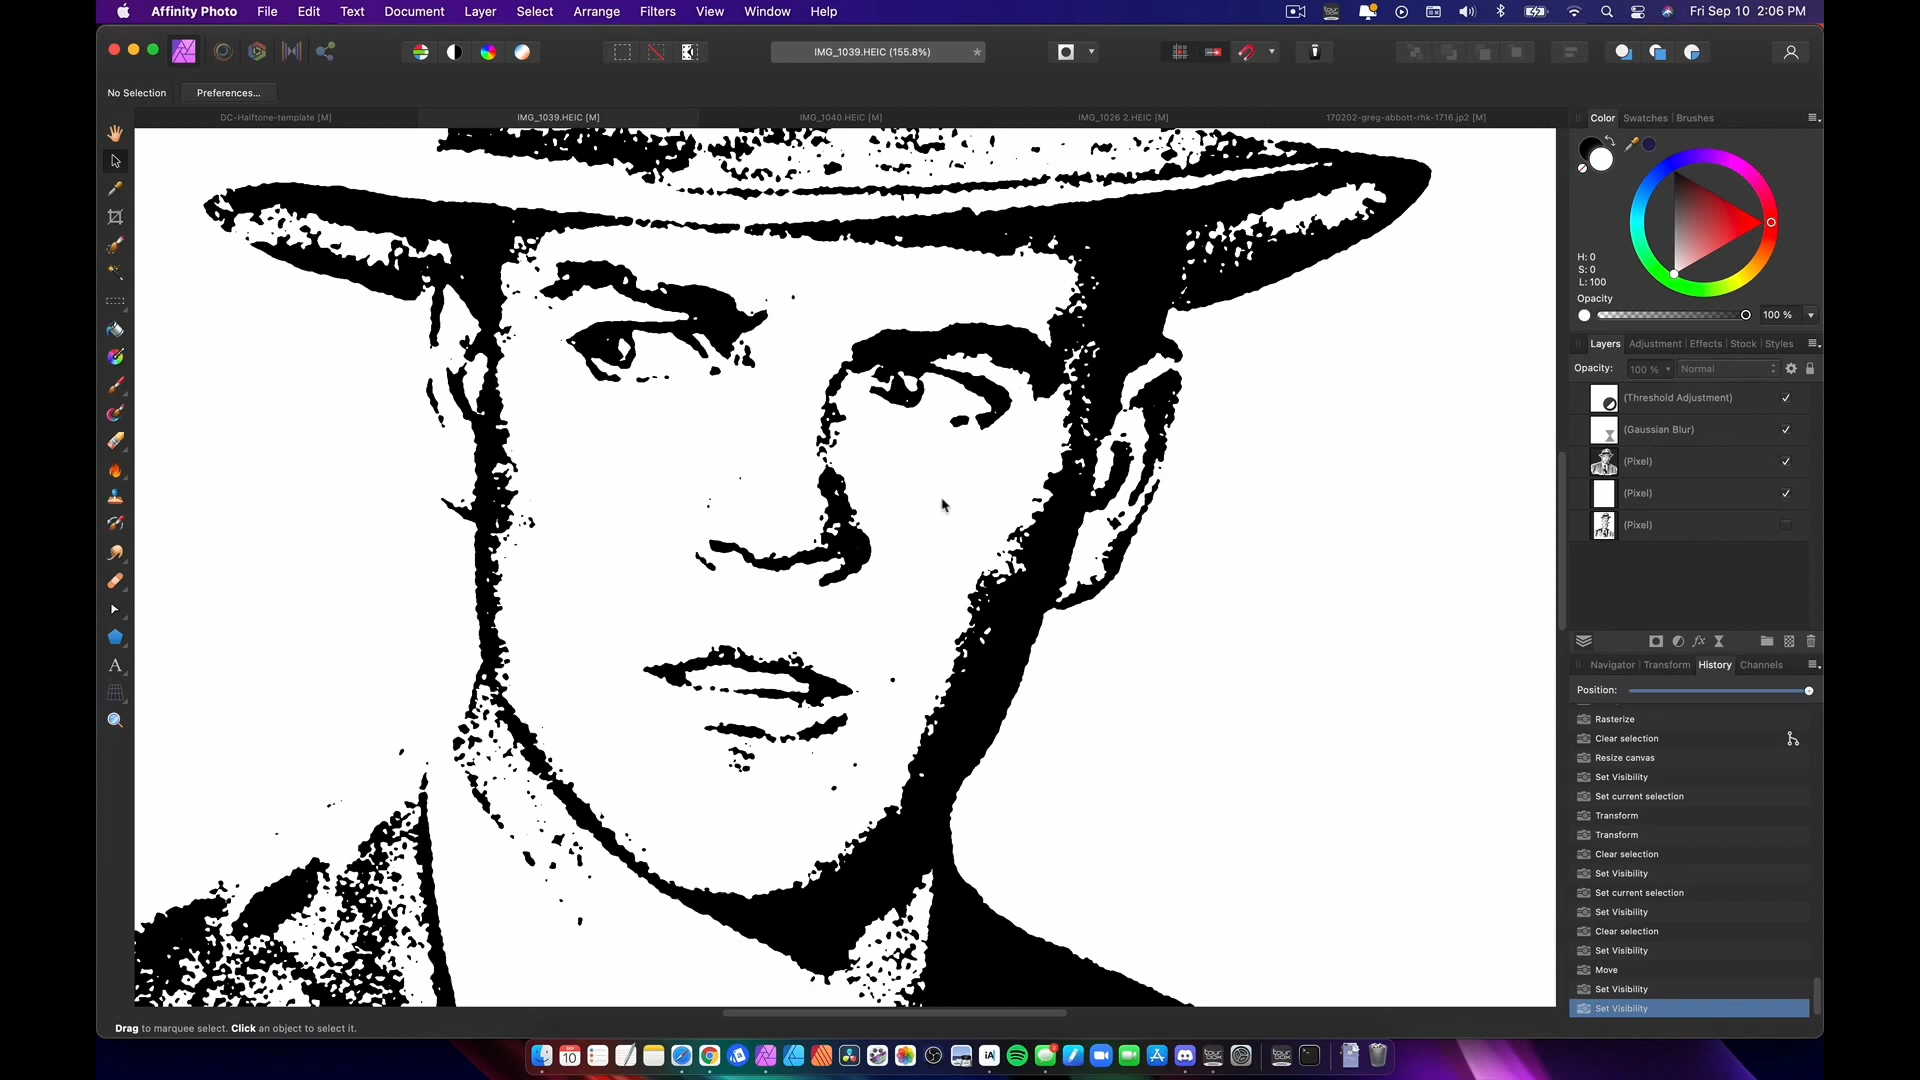 Affinity Photo File Edit Text Document Layer Select Arrange Filters View Window Help Fri Sep 10 2:06 PM
IMG_1039.HEIC (155.8%) *
No Selection Preferences...
DC-Halftone-template [M] IMG_1039.HEIC [M] IMG_1040.HEIC [M] IMG_1026 2.HEIC [M] 170202-greg-abbott-rhk-1716.jp2 [M]
Color Swatches Brushes
H: 0
S: 0
L: 100
Opacity
100 %
Layers Adjustment Effects Stock Styles
Opacity: 100 % Normal
(Threshold Adjustment)
(Gaussian Blur)
(Pixel)
(Pixel)
(Pixel)
Navigator Transform History Channels
Position:
Rasterize
Clear selection
Resize canvas
Set Visibility
Set current selection
Transform
Transform
Clear selection
Set Visibility
Set current selection
Set Visibility
Clear selection
Set Visibility
Move
Set Visibility
Set Visibility
Drag to marquee select. Click an object to select it.